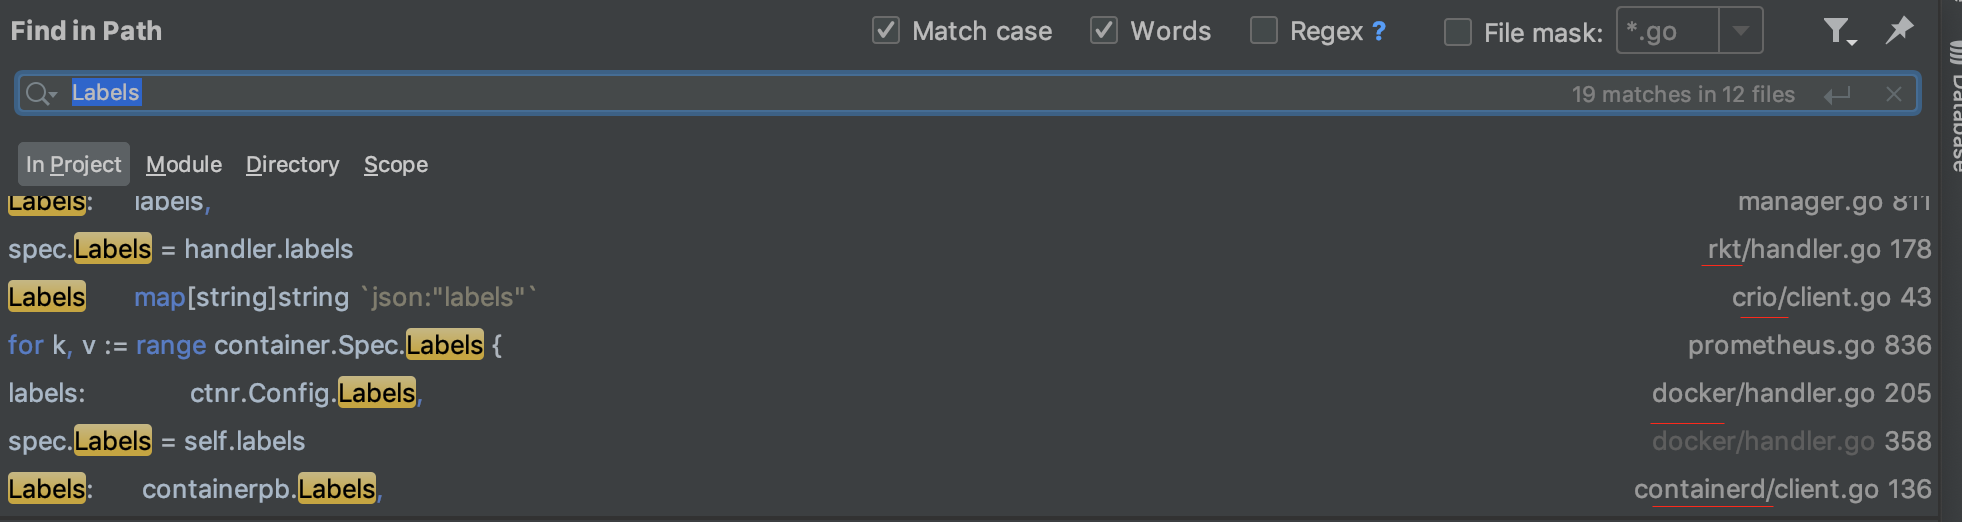 Find in Path Match case Words Regex ? File mask: *.go
Labels 19 matches in 12 files
In Project Module Directory Scope
Labels: labels, manager.go 811
spec.Labels = handler.labels rkt/handler.go 178
Labels map[string]string `json:"labels"` crio/client.go 43
for k, v := range container.Spec.Labels { prometheus.go 836
labels: ctnr.Config.Labels, docker/handler.go 205
spec.Labels = self.labels docker/handler.go 358
Labels: containerpb.Labels, containerd/client.go 136
Database